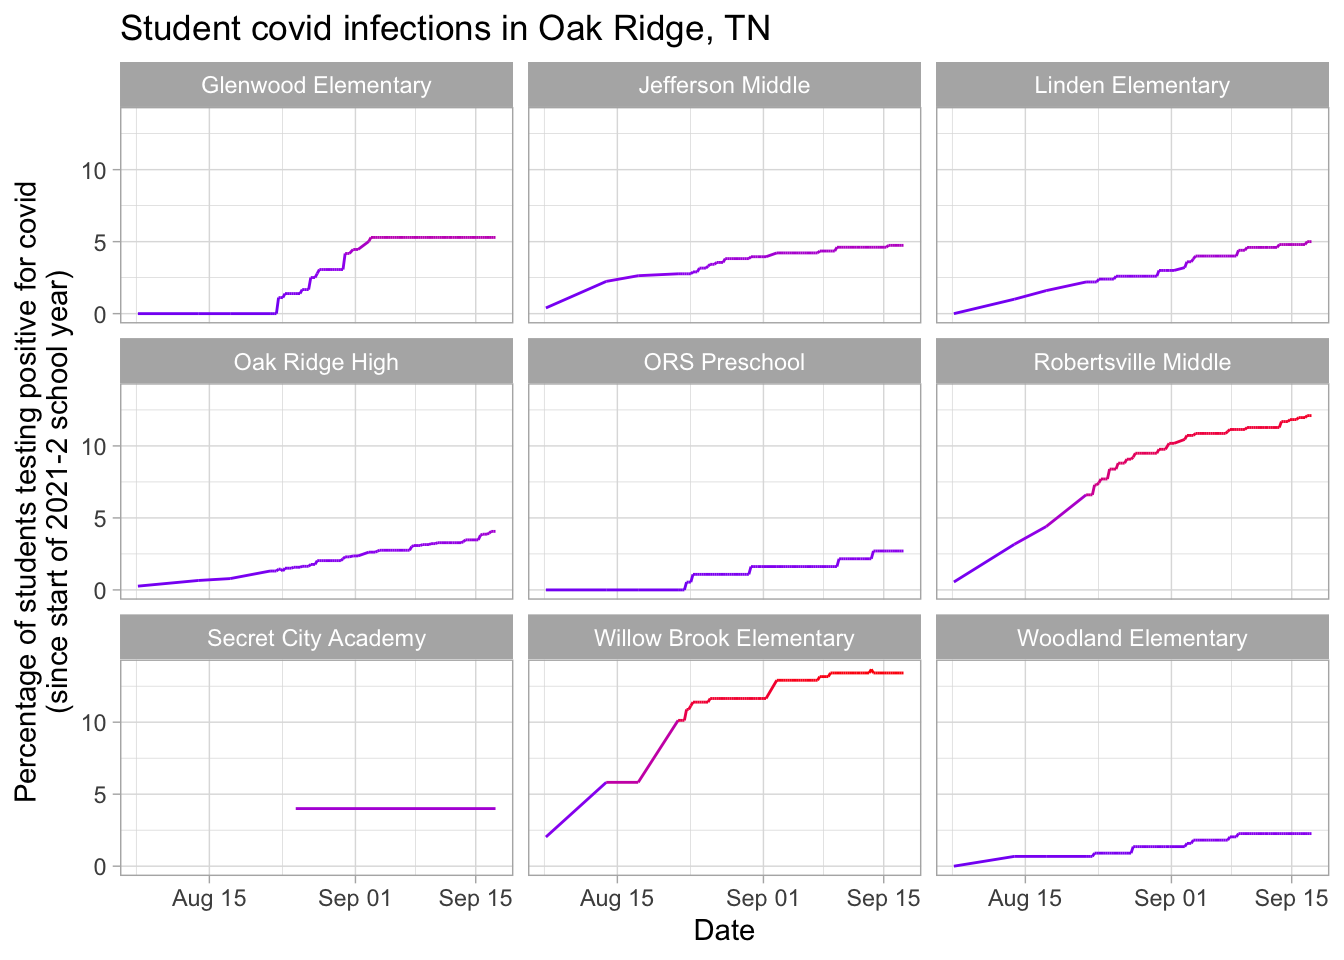 Student covid infections in Oak Ridge, TN
Percentage of students testing positive for covid
(since start of 2021-2 school year)
Glenwood Elementary
Jefferson Middle
Linden Elementary
10
5
0
Oak Ridge High
ORS Preschool
Robertsville Middle
10
5
0
Secret City Academy
Willow Brook Elementary
Woodland Elementary
10
5
0
Aug 15 Sep 01 Sep 15
Aug 15 Sep 01 Sep 15
Aug 15 Sep 01 Sep 15
Date